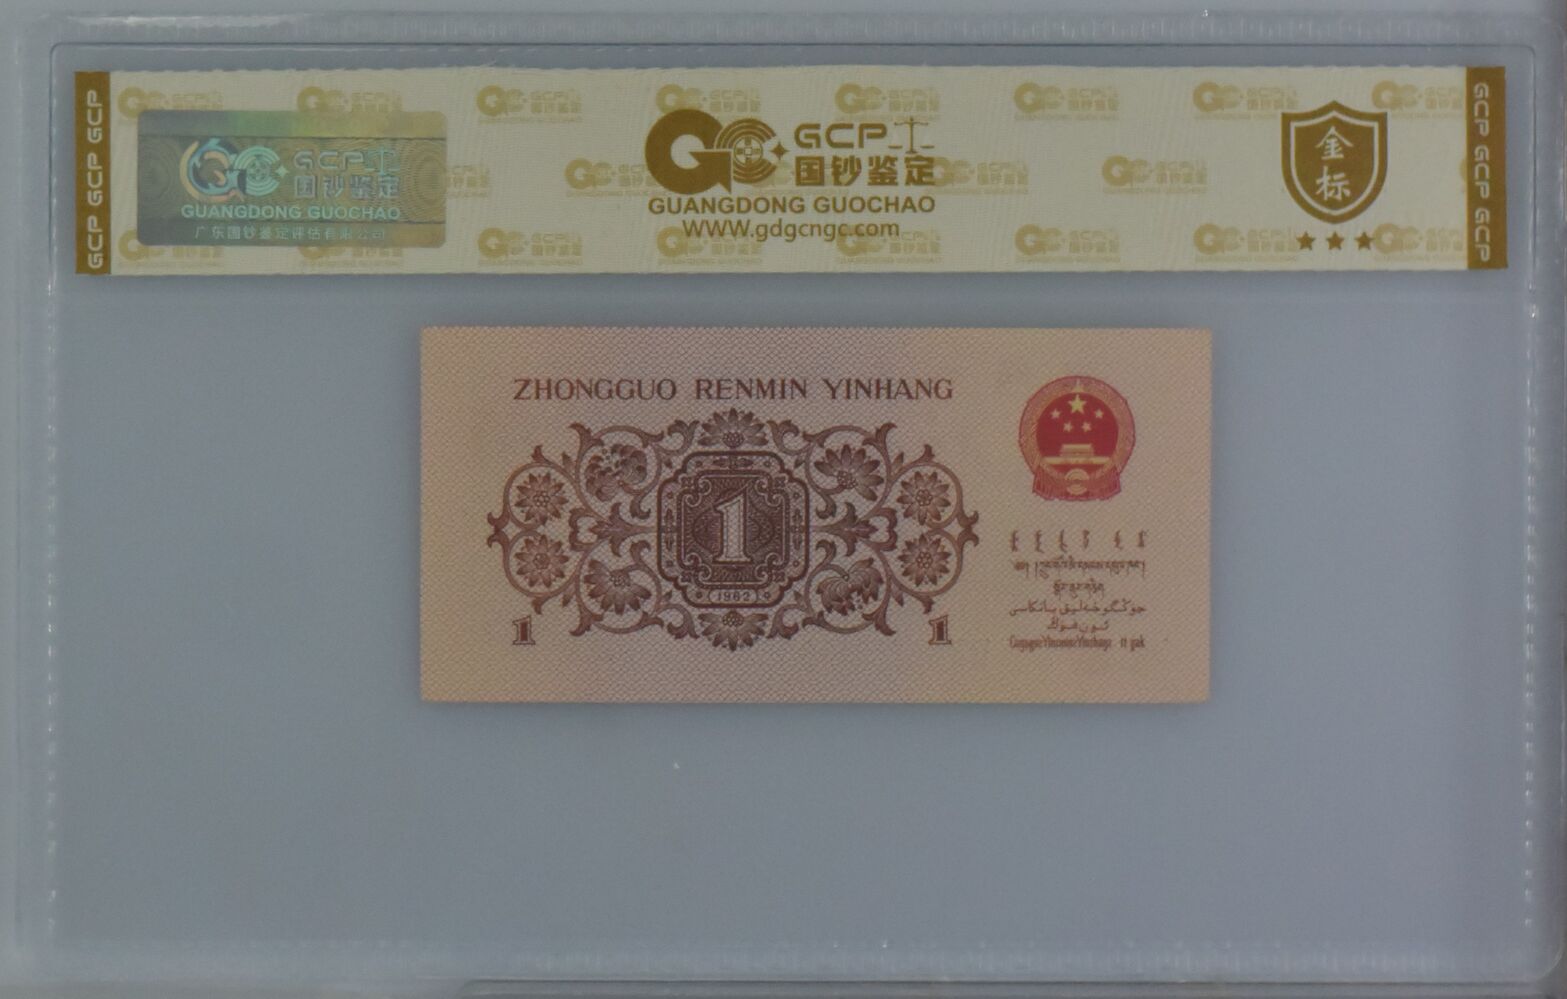 GCP GCP GCP
GCP
国钞鉴定
GUANGDONG GUOCHAO
广东国钞鉴定评估有限公司
GCP
国钞鉴定
GUANGDONG GUOCHAO
WWW.gdgcngc.com
金
标
GCP GCP GCP
ZHONGGUO RENMIN YINHANG
1
1962
1
1